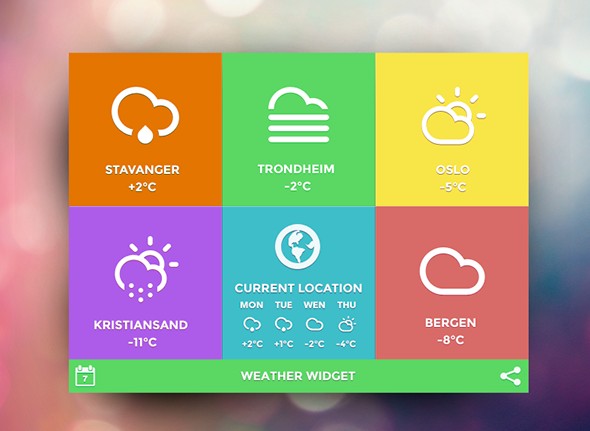 STAVANGER
+2°C
TRONDHEIM
-2°C
OSLO
-5°C
KRISTIANSAND
-11°C
CURRENT LOCATION
MON TUE WEN THU
+2°C +1°C -2°C -4°C
BERGEN
-8°C
7
WEATHER WIDGET